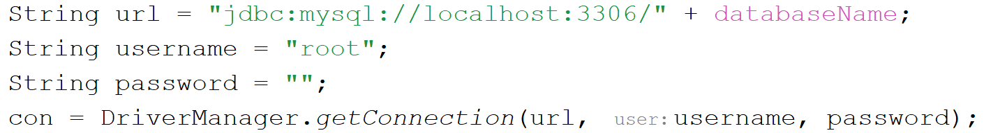 String url = "jdbc:mysql://localhost:3306/" + databaseName;
String username = "root";
String password = "";
con = DriverManager.getConnection(url, user: username, password);